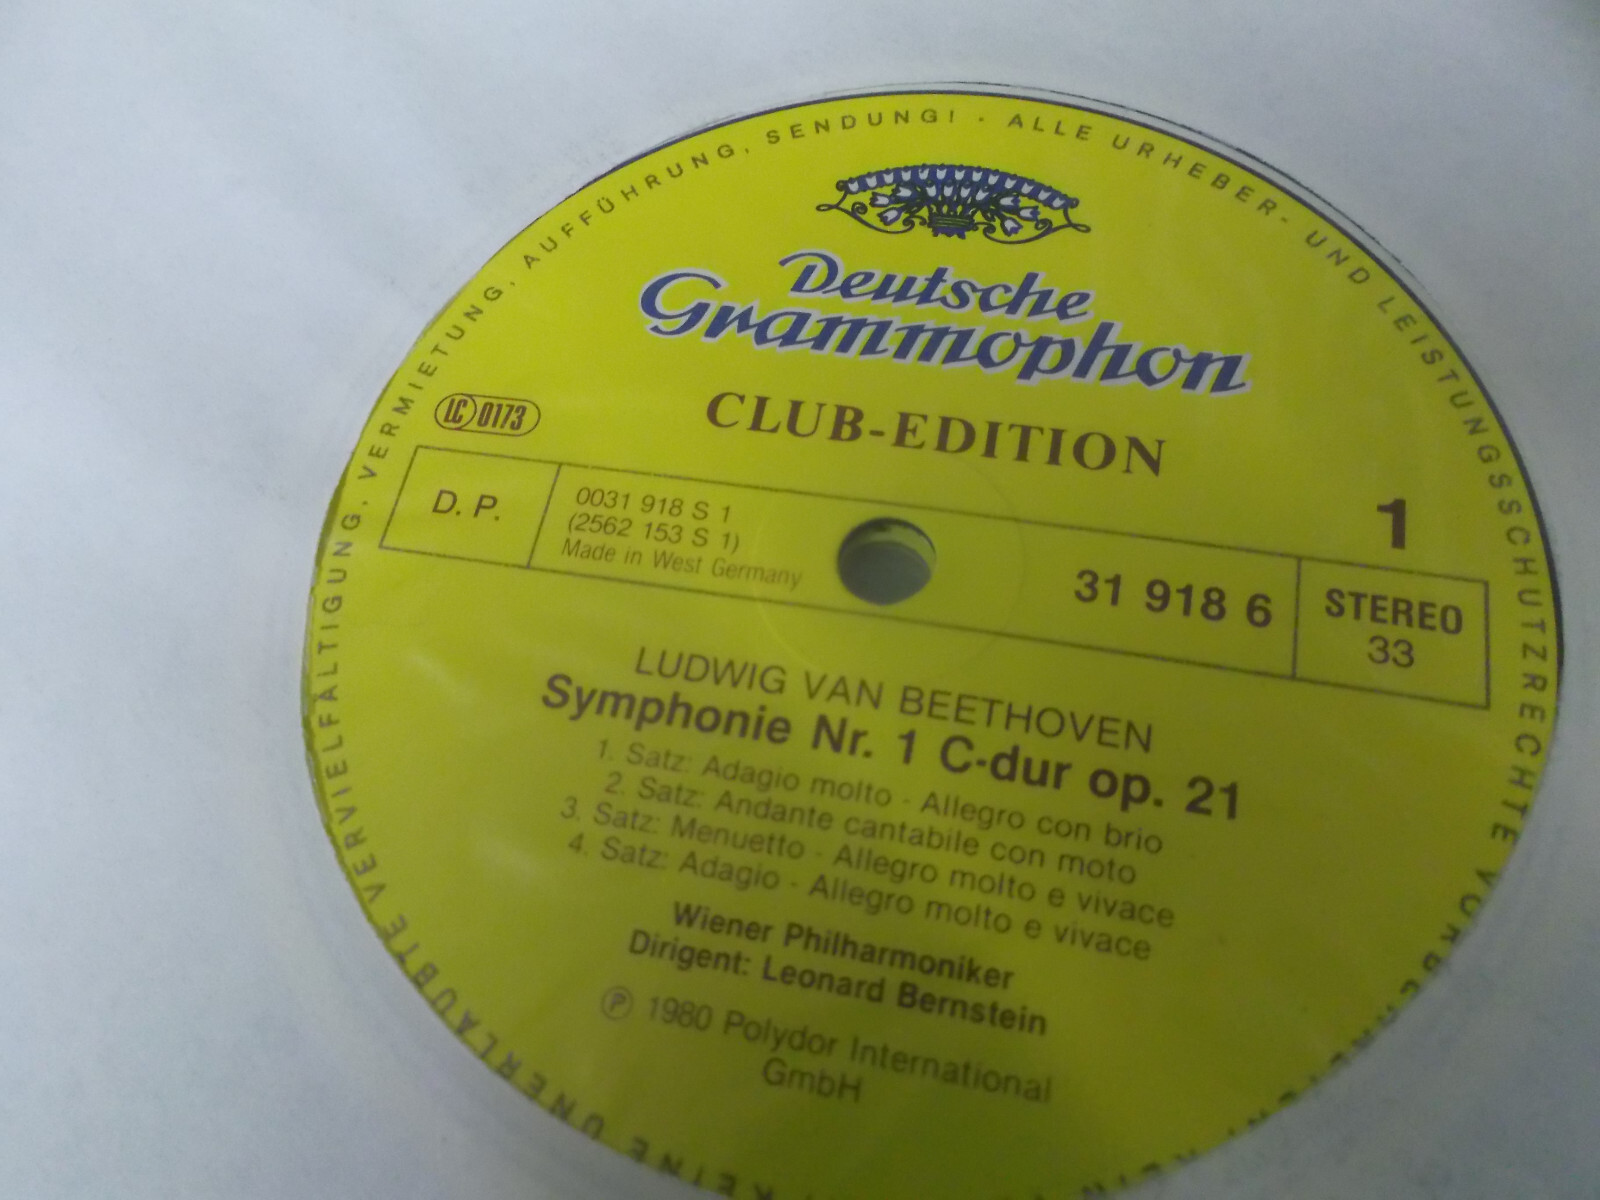 KEINE UNERLAUBTE VERVIELFÄLTIGUNG, VERMIETUNG, AUFFÜHRUNG, SENDUNG! · ALLE URHEBER- UND LEISTUNGSSCHUTZRECHTE
Deutsche
Grammophon
CLUB-EDITION
LC 0173
1
D. P.
0031 918 S 1
(2562 153 S 1)
Made in West Germany
31 918 6
STEREO
33
LUDWIG VAN BEETHOVEN
Symphonie Nr. 1 C-dur op. 21
1. Satz: Adagio molto · Allegro con brio
2. Satz: Andante cantabile con moto
3. Satz: Menuetto · Allegro molto e vivace
4. Satz: Adagio · Allegro molto e vivace
Wiener Philharmoniker
Dirigent: Leonard Bernstein
℗ 1980 Polydor International
GmbH